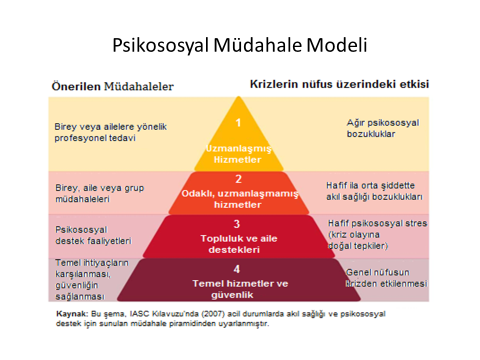 Psikososyal Müdahale Modeli
Önerilen Müdahaleler
Krizlerin nüfus üzerindeki etkisi
Birey veya ailelere yönelik
profesyonel tedavi
1
Uzmanlaşmış
Hizmetler
Ağır psikososyal
bozukluklar
Birey, aile veya grup
müdahaleleri
2
Odaklı, uzmanlaşmamış
hizmetler
Hafif ila orta şiddette
akıl sağlığı bozuklukları
Psikososyal
destek faaliyetleri
3
Topluluk ve aile
destekleri
Hafif psikososyal stres
(kriz olayına
doğal tepkiler)
Temel ihtiyaçların
karşılanması,
güvenliğin
sağlanması
4
Temel hizmetler ve
güvenlik
Genel nüfusun
krizden etkilenmesi
Kaynak: Bu şema, IASC Kılavuzu'nda (2007) acil durumlarda akıl sağlığı ve psikososyal
destek için sunulan müdahale piramidinden uyarlanmıştır.